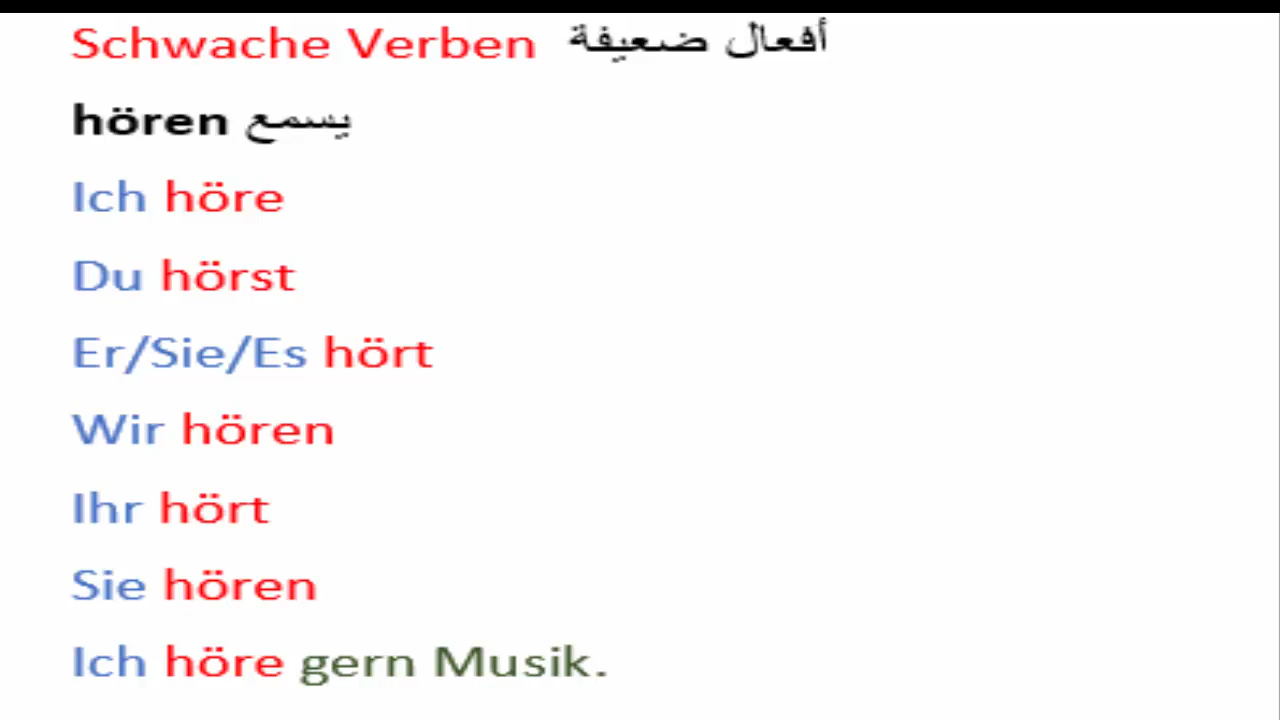 Schwache Verben أفعال ضعيفة
hören يسمع
Ich höre
Du hörst
Er/Sie/Es hört
Wir hören
Ihr hört
Sie hören
Ich höre gern Musik.